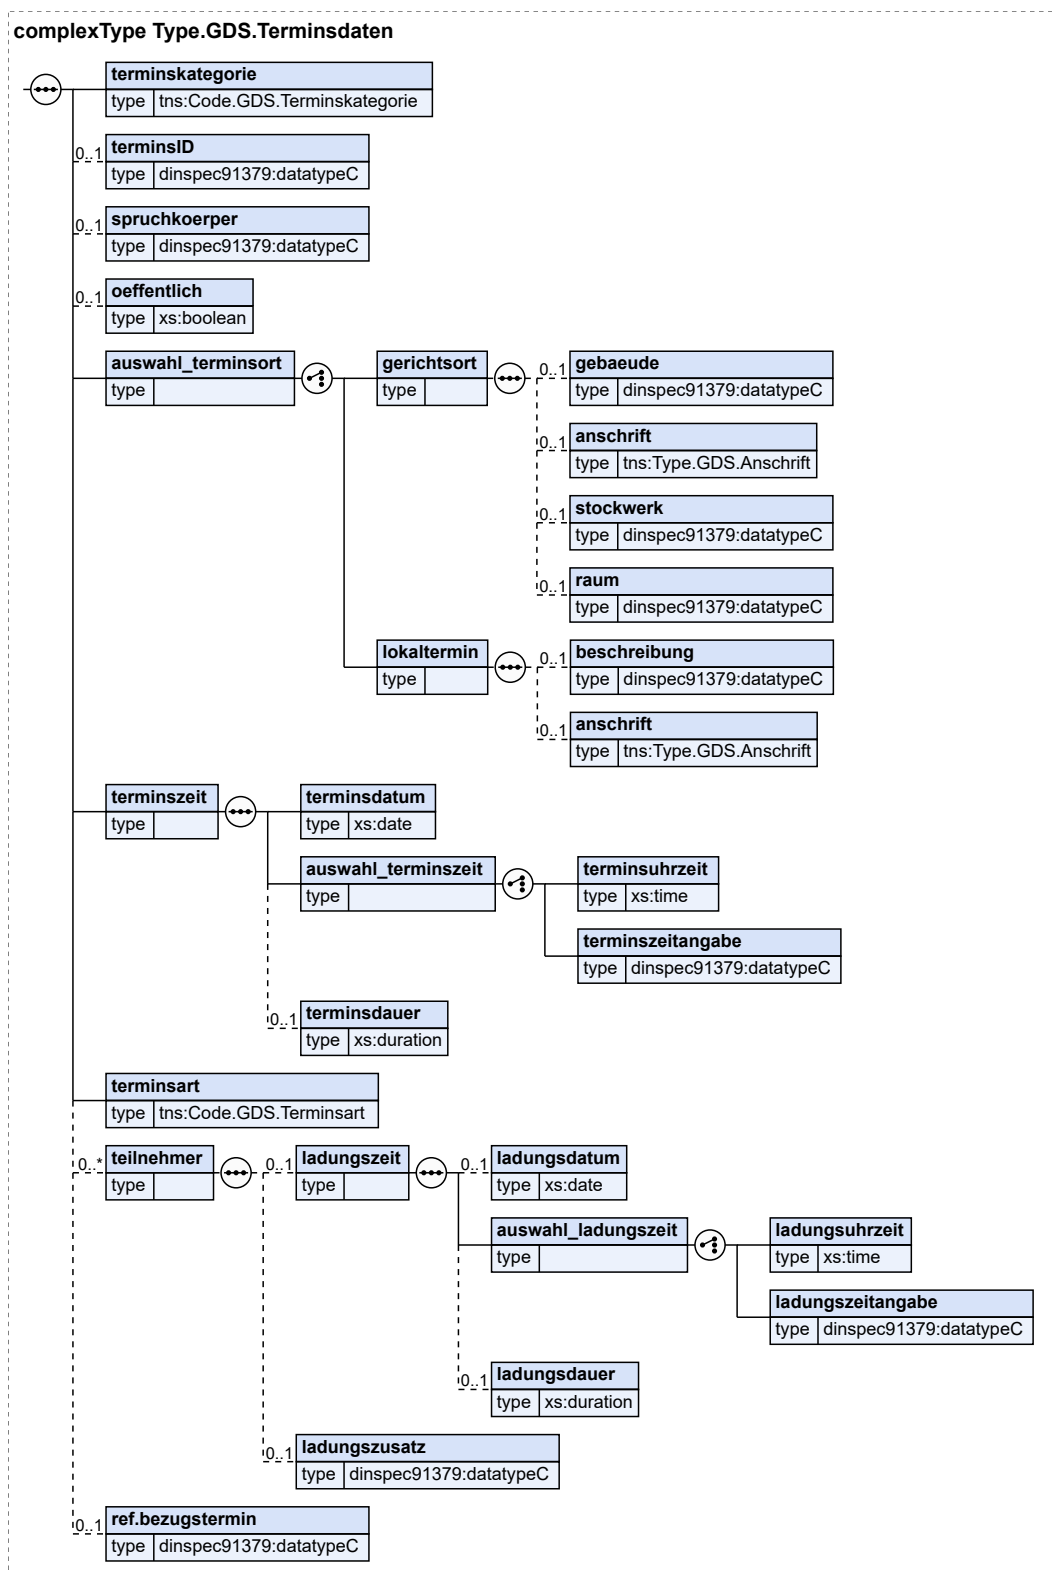 complexType Type.GDS.Terminsdaten
terminskategorie
type tns:Code.GDS.Terminskategorie
0..1 terminsID
type dinspec91379:datatypeC
0..1 spruchkoerper
type dinspec91379:datatypeC
0..1 oeffentlich
type xs:boolean
auswahl_terminsort
type
gerichtsort
type
0..1 gebaeude
type dinspec91379:datatypeC
0..1 anschrift
type tns:Type.GDS.Anschrift
0..1 stockwerk
type dinspec91379:datatypeC
0..1 raum
type dinspec91379:datatypeC
lokaltermin
type
0..1 beschreibung
type dinspec91379:datatypeC
0..1 anschrift
type tns:Type.GDS.Anschrift
terminszeit
type
terminsdatum
type xs:date
auswahl_terminszeit
type
terminsuhrzeit
type xs:time
terminszeitangabe
type dinspec91379:datatypeC
0..1 terminsdauer
type xs:duration
terminsart
type tns:Code.GDS.Terminsart
0..* teilnehmer
type
0..1 ladungszeit
type
0..1 ladungsdatum
type xs:date
auswahl_ladungszeit
type
ladungsuhrzeit
type xs:time
ladungszeitangabe
type dinspec91379:datatypeC
0..1 ladungsdauer
type xs:duration
0..1 ladungszusatz
type dinspec91379:datatypeC
0..1 ref.bezugstermin
type dinspec91379:datatypeC